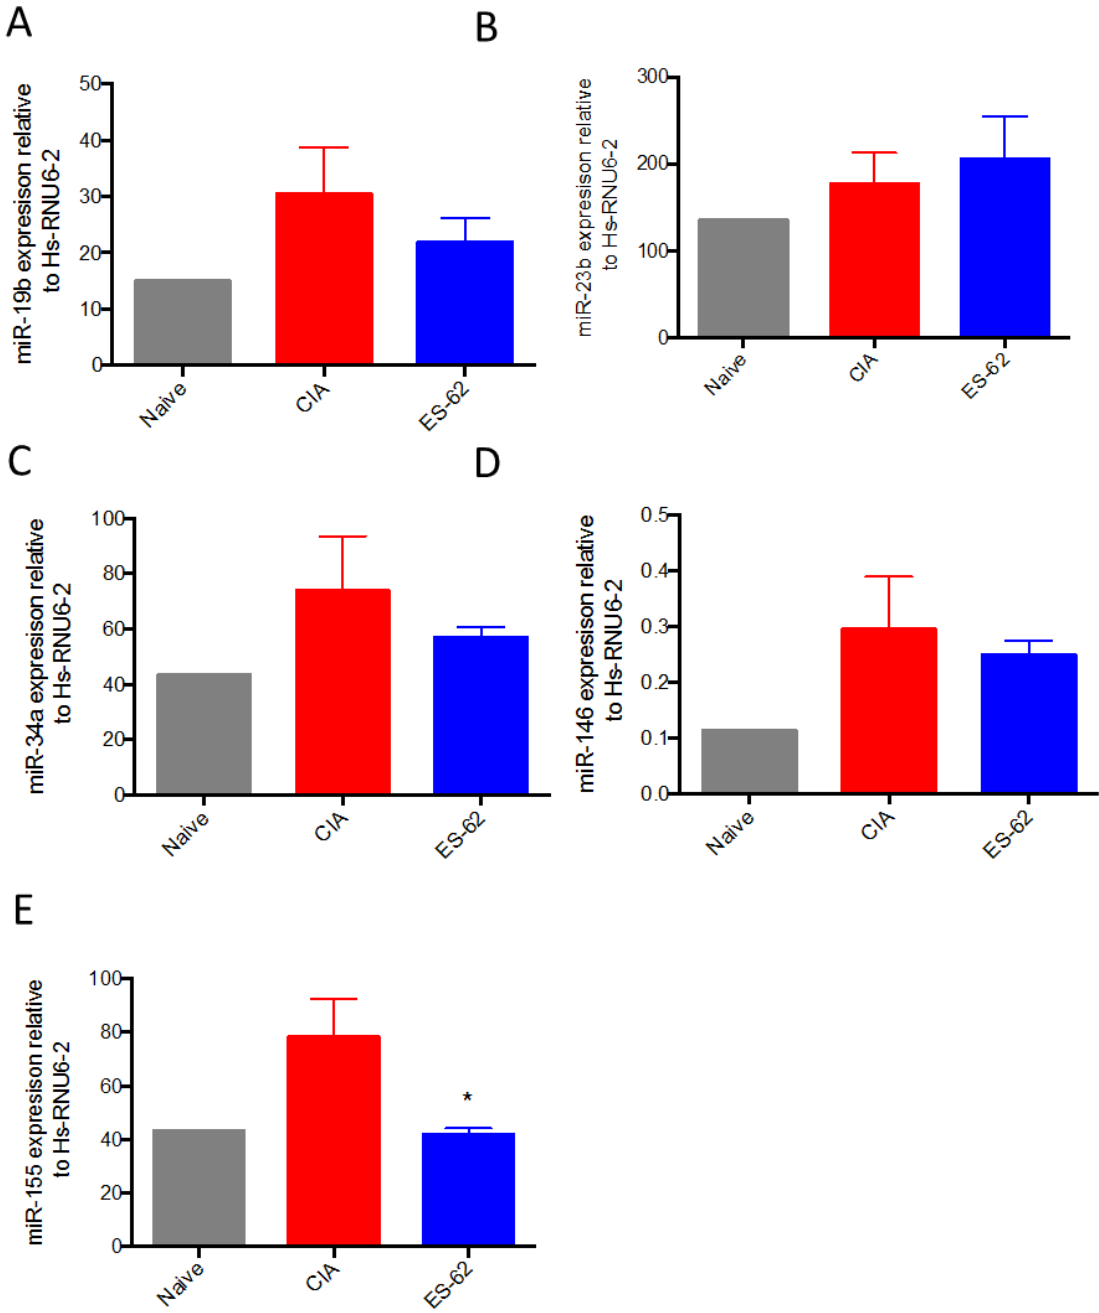 A
miR-19b expresison relative
to Hs-RNU6-2
50
40
30
20
10
0
Naive
CIA
ES-62
B
miR-23b expresison relative
to Hs-RNU6-2
300
200
100
0
Naive
CIA
ES-62
C
miR-34a expresison relative
to Hs-RNU6-2
100
80
60
40
20
0
Naive
CIA
ES-62
D
miR-146 expresison relative
to Hs-RNU6-2
0.5
0.4
0.3
0.2
0.1
0.0
Naive
CIA
ES-62
E
miR-155 expresison relative
to Hs-RNU6-2
100
80
60
40
20
0
*
Naive
CIA
ES-62